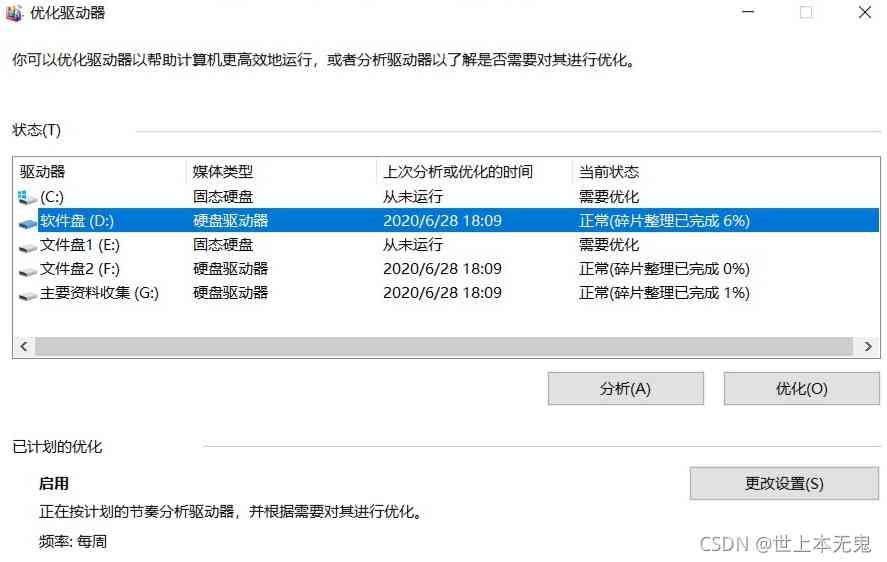 优化驱动器
你可以优化驱动器以帮助计算机更高效地运行，或者分析驱动器以了解是否需要对其进行优化。
状态(T)
驱动器 媒体类型 上次分析或优化的时间 当前状态
(C:) 固态硬盘 从未运行 需要优化
软件盘 (D:) 硬盘驱动器 2020/6/28 18:09 正常(碎片整理已完成 6%)
文件盘1 (E:) 固态硬盘 从未运行 需要优化
文件盘2 (F:) 硬盘驱动器 2020/6/28 18:09 正常(碎片整理已完成 0%)
主要资料收集 (G:) 硬盘驱动器 2020/6/28 18:09 正常(碎片整理已完成 1%)
分析(A) 优化(O)
已计划的优化
启用 更改设置(S)
正在按计划的节奏分析驱动器，并根据需要对其进行优化。
频率: 每周
CSDN @世上本无鬼